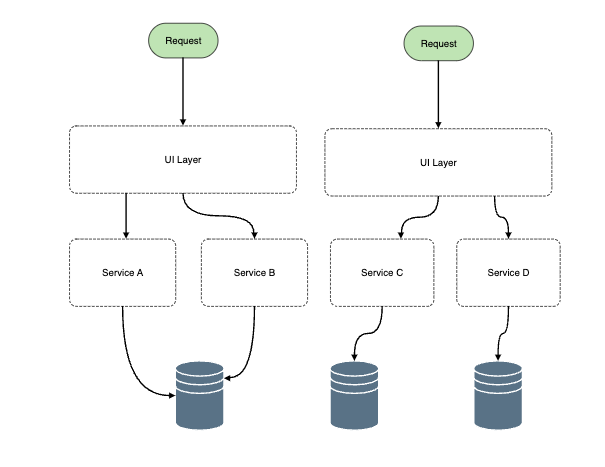 Request
Request
UI Layer
UI Layer
Service A
Service B
Service C
Service D